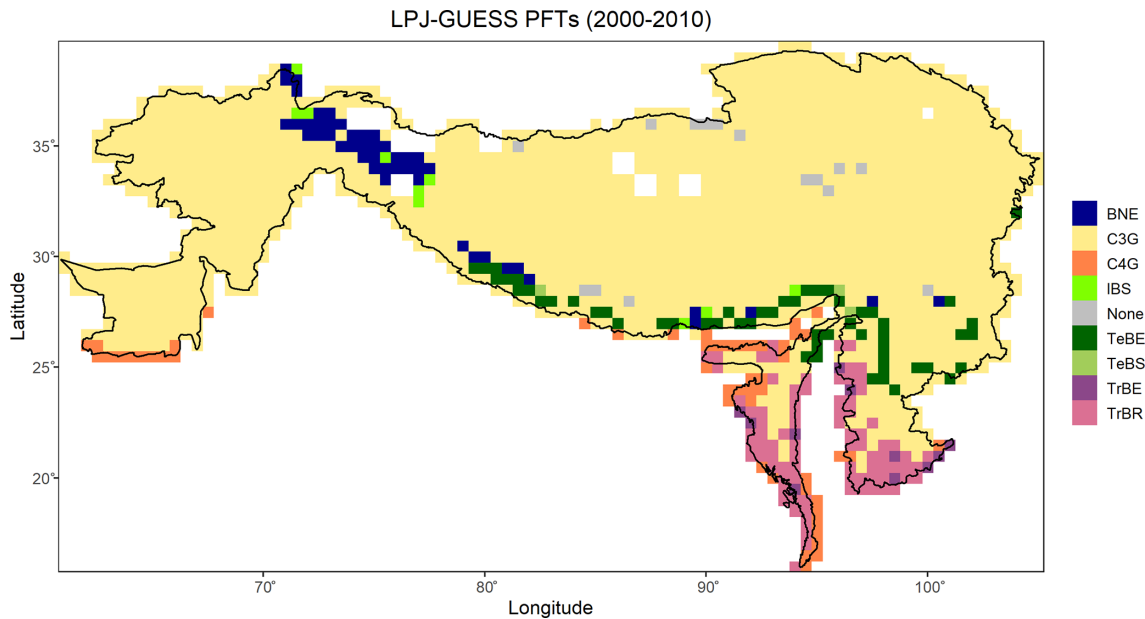 LPJ-GUESS PFTs (2000-2010)
35°
30°
25°
20°
Latitude
70°
80°
90°
100°
Longitude
BNE
C3G
C4G
IBS
None
TeBE
TeBS
TrBE
TrBR